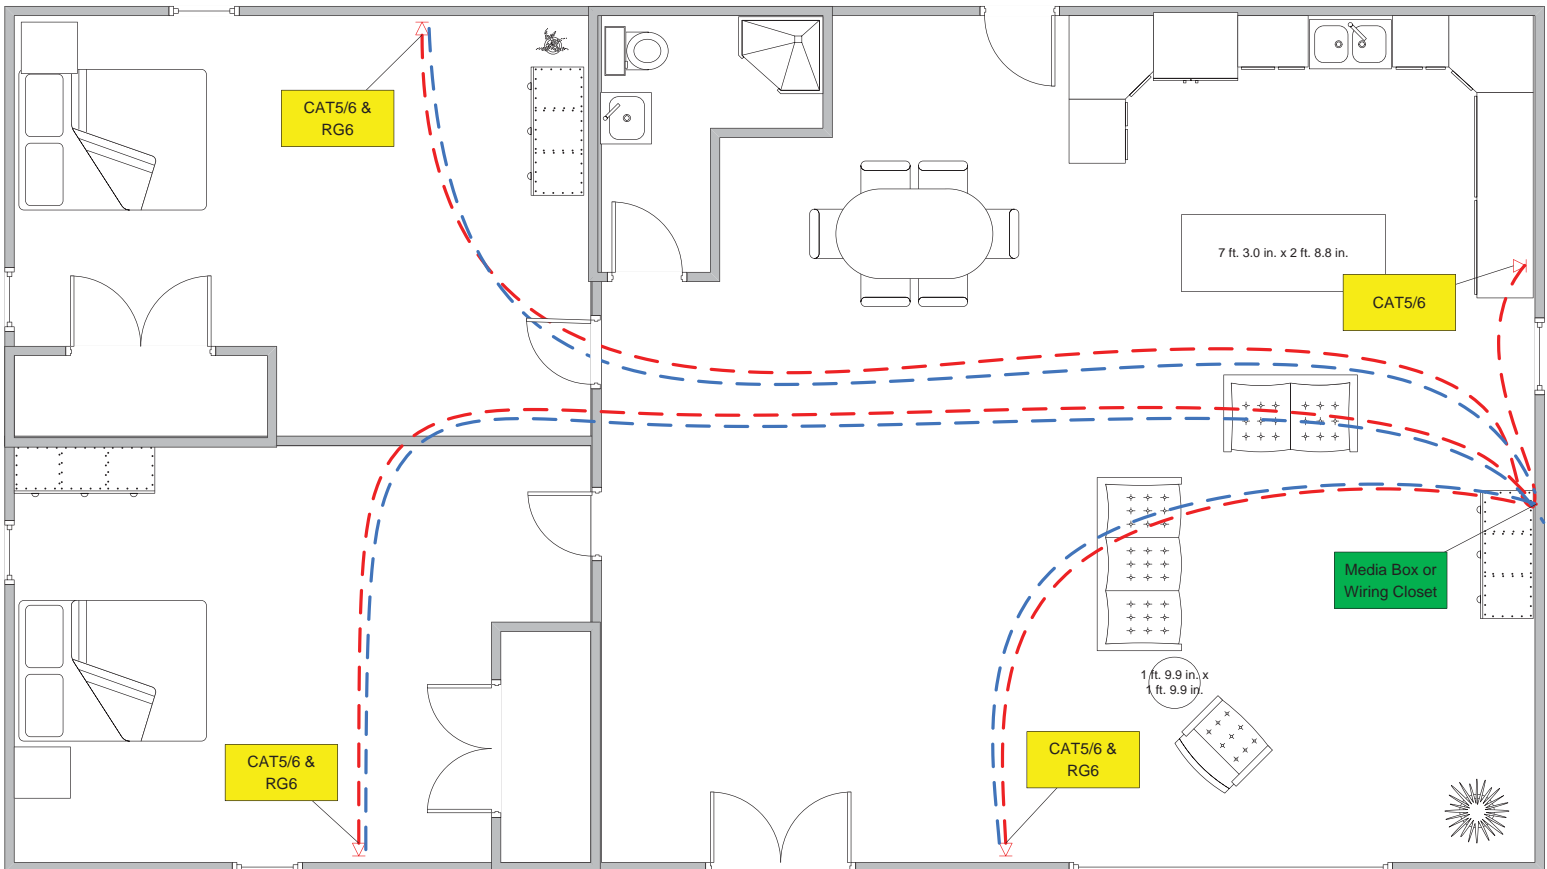 CAT5/6 &
RG6
7 ft. 3.0 in. x 2 ft. 8.8 in.
CAT5/6
Media Box or
Wiring Closet
1 ft. 9.9 in. x
1 ft. 9.9 in.
CAT5/6 &
RG6
CAT5/6 &
RG6